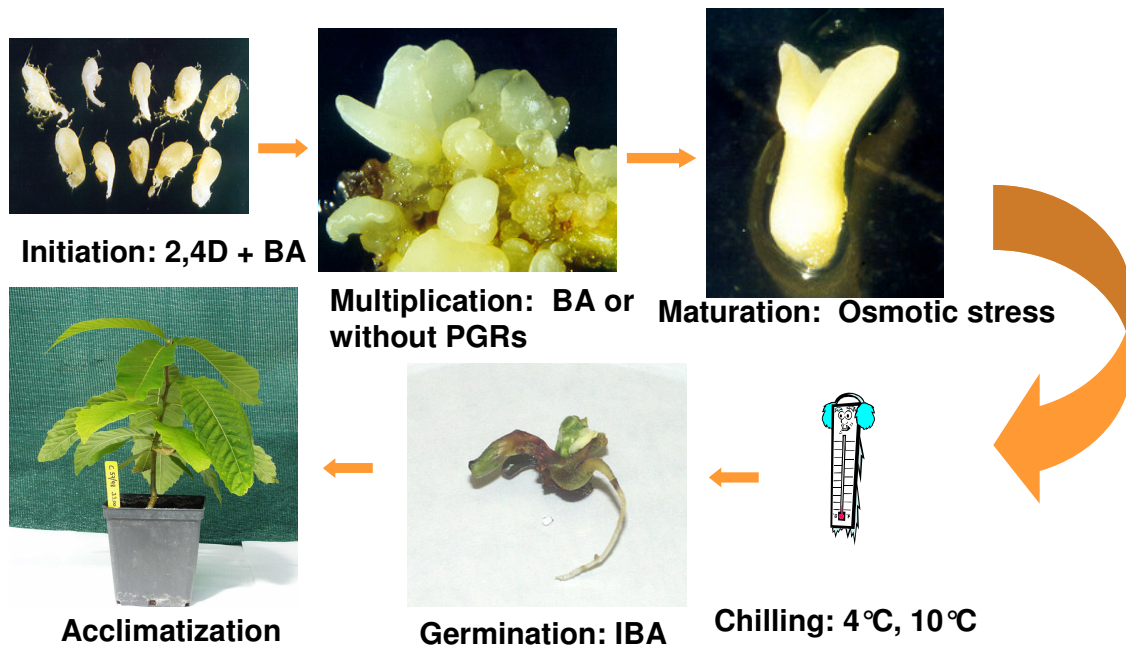 Initiation: 2,4D + BA
Multiplication: BA or
without PGRs
Maturation: Osmotic stress
Chilling: 4°C, 10°C
Germination: IBA
Acclimatization